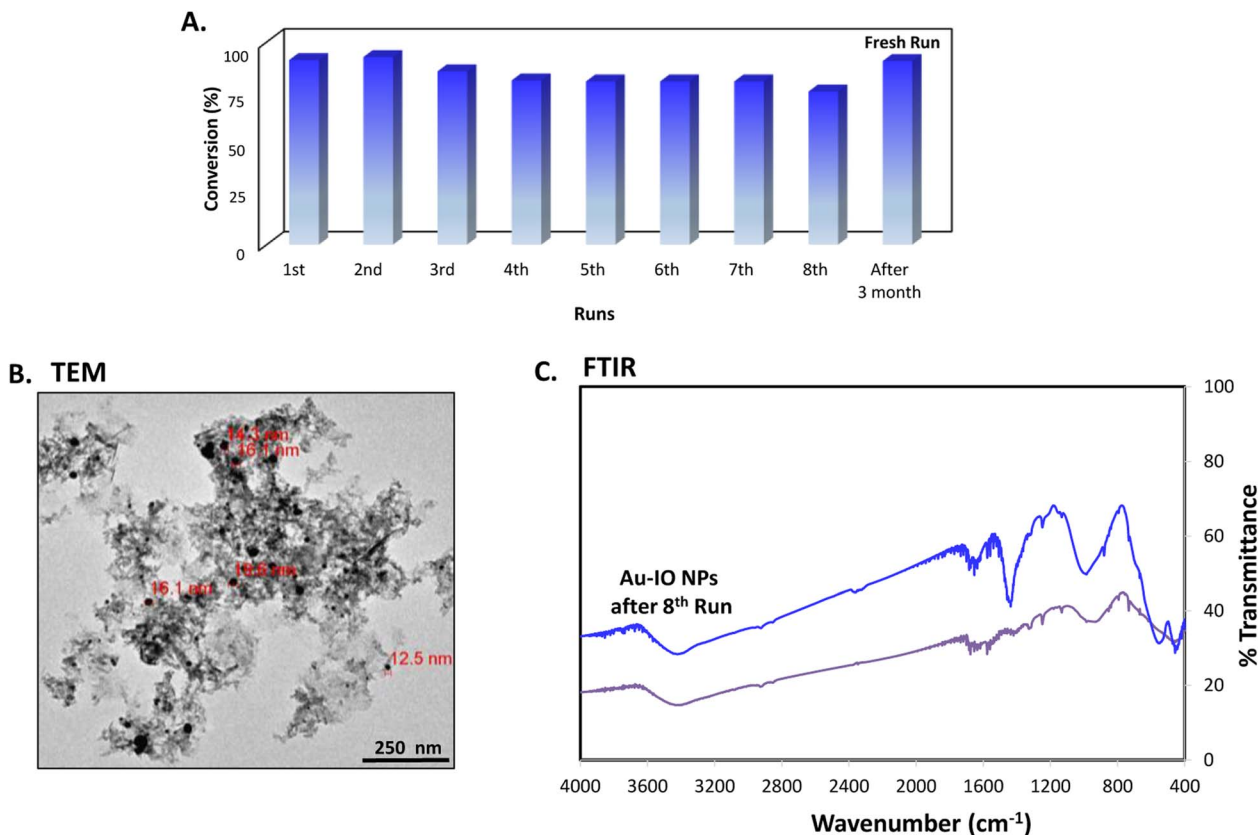 A.
Fresh Run
100
75
50
25
0
Conversion (%)
1st 2nd 3rd 4th 5th 6th 7th 8th After
3 month
Runs
B. TEM
14.3 nm
16.1 nm
16.1 nm
12.5 nm
250 nm
C. FTIR
Au-IO NPs
after 8th Run
100
80
60
40
20
0
% Transmittance
4000 3600 3200 2800 2400 2000 1600 1200 800 400
Wavenumber (cm-1)